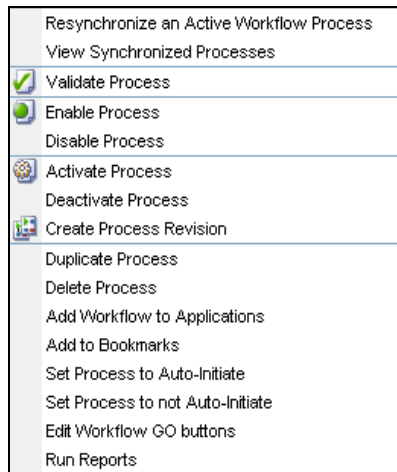 Resynchronize an Active Workflow Process
View Synchronized Processes
Validate Process
Enable Process
Disable Process
Activate Process
Deactivate Process
Create Process Revision
Duplicate Process
Delete Process
Add Workflow to Applications
Add to Bookmarks
Set Process to Auto-Initiate
Set Process to not Auto-Initiate
Edit Workflow GO buttons
Run Reports